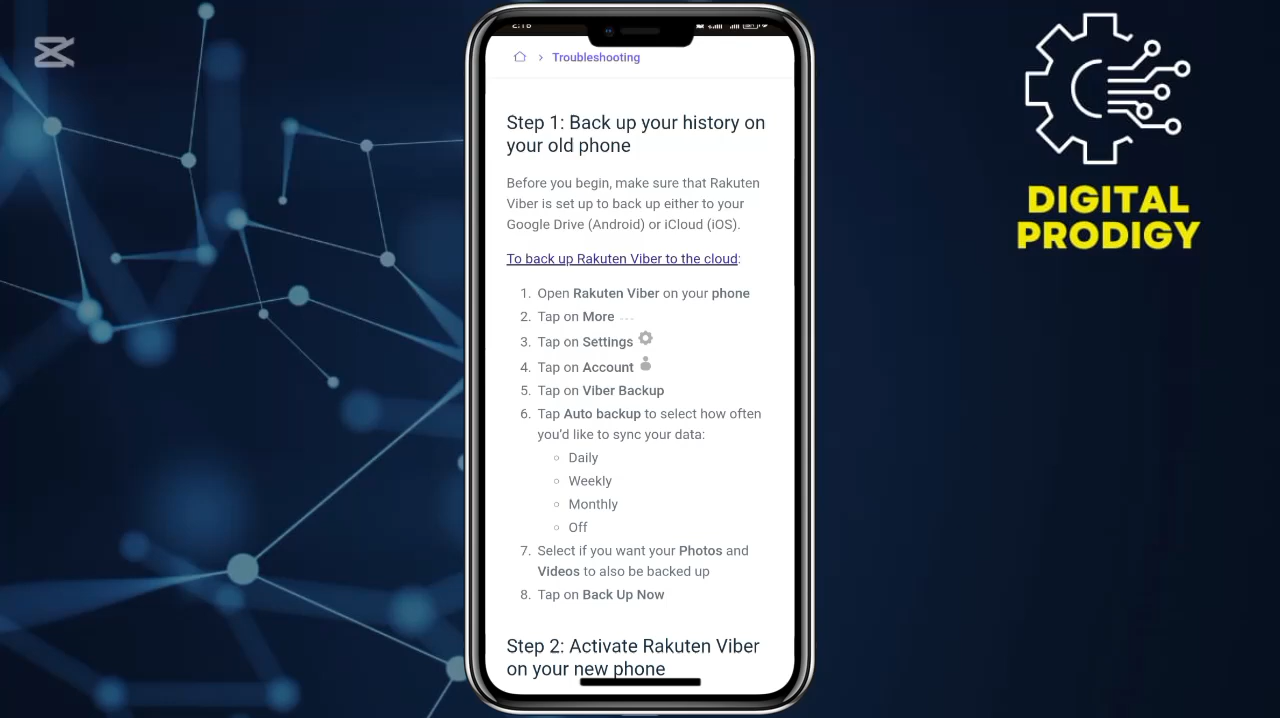 2:16
Troubleshooting
Step 1: Back up your history on
your old phone
Before you begin, make sure that Rakuten
Viber is set up to back up either to your
Google Drive (Android) or iCloud (iOS).
To back up Rakuten Viber to the cloud:
1. Open Rakuten Viber on your phone
2. Tap on More ...
3. Tap on Settings
4. Tap on Account
5. Tap on Viber Backup
6. Tap Auto backup to select how often
you'd like to sync your data:
Daily
Weekly
Monthly
Off
7. Select if you want your Photos and
Videos to also be backed up
8. Tap on Back Up Now
Step 2: Activate Rakuten Viber
on your new phone
DIGITAL
PRODIGY